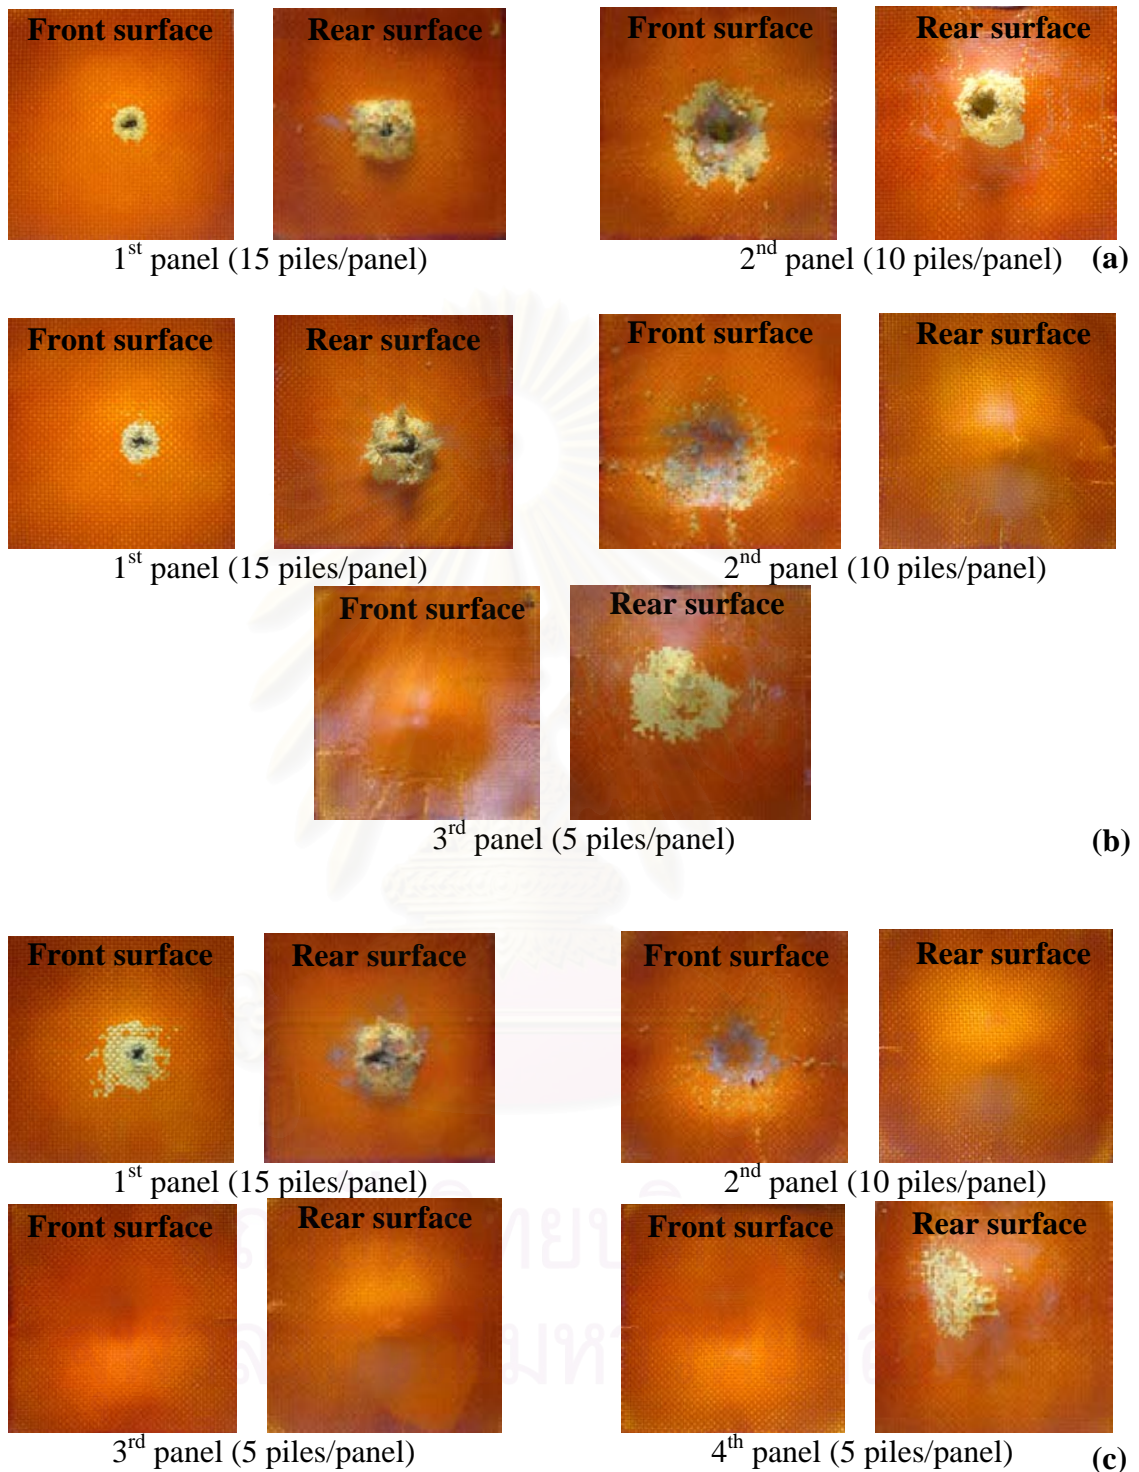 Front surface Rear surface Front surface Rear surface
1st panel (15 piles/panel) 2nd panel (10 piles/panel) (a)
Front surface Rear surface Front surface Rear surface
1st panel (15 piles/panel) 2nd panel (10 piles/panel)
Front surface Rear surface
3rd panel (5 piles/panel) (b)
Front surface Rear surface Front surface Rear surface
1st panel (15 piles/panel) 2nd panel (10 piles/panel)
Front surface Rear surface Front surface Rear surface
3rd panel (5 piles/panel) 4th panel (5 piles/panel) (c)